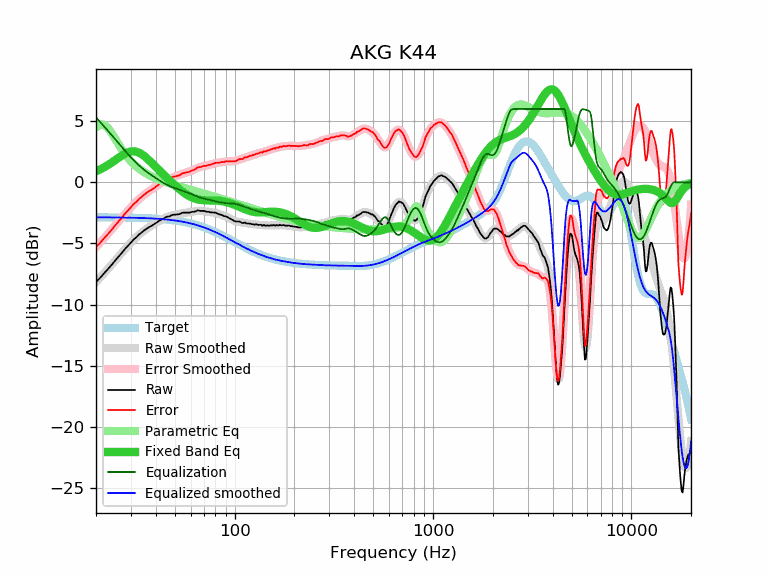 AKG K44
Amplitude (dBr)
5
0
−5
−10
−15
−20
−25
Target
Raw Smoothed
Error Smoothed
Raw
Error
Parametric Eq
Fixed Band Eq
Equalization
Equalized smoothed
100
1000
10000
Frequency (Hz)